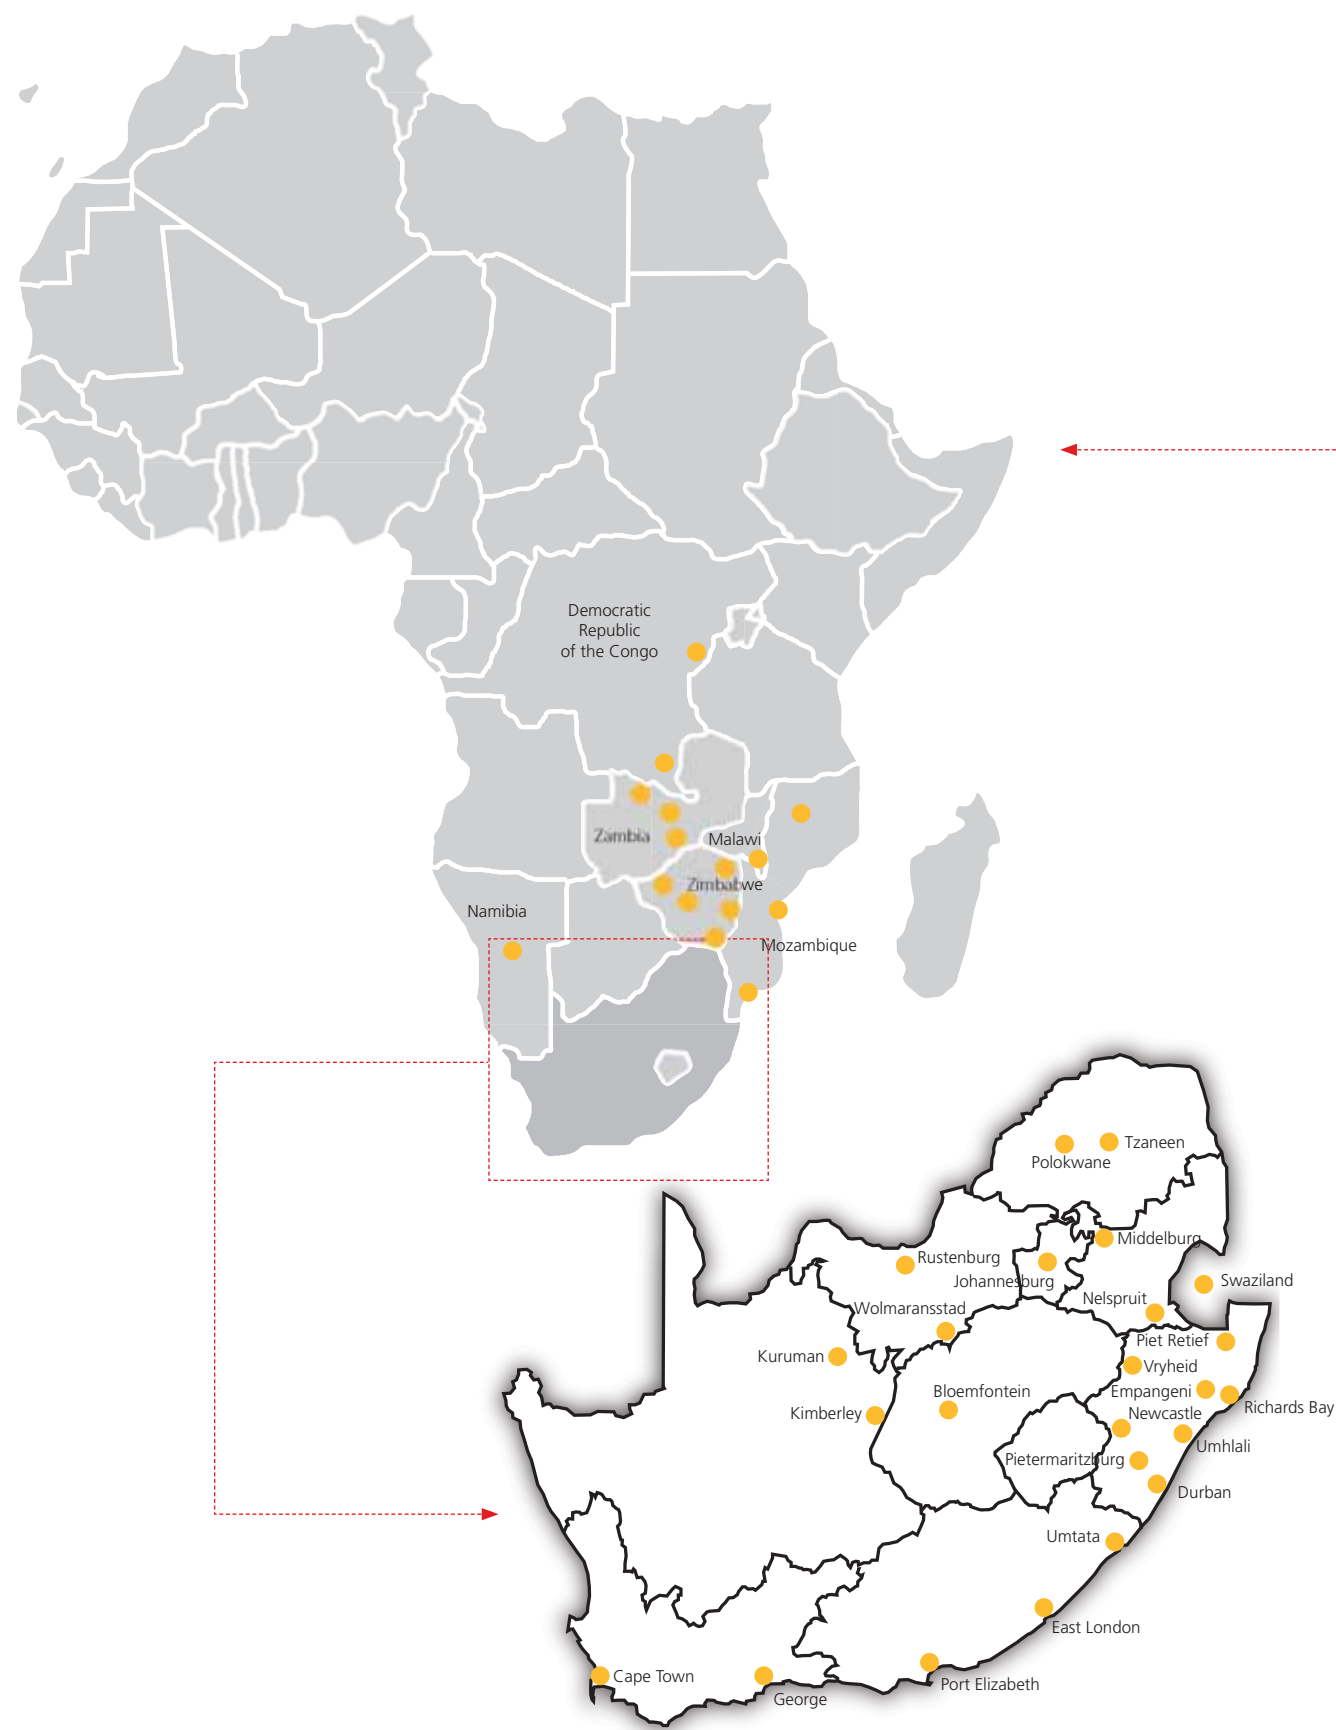 Democratic
Republic
of the Congo
Zambia
Malawi
Zimbabwe
Namibia
Mozambique
Tzaneen
Polokwane
Middelburg
Rustenburg
Johannesburg
Swaziland
Nelspruit
Wolmaransstad
Piet Retief
Kuruman
Vryheid
Empangeni
Bloemfontein
Richards Bay
Kimberley
Newcastle
Umhlali
Pietermaritzburg
Durban
Umtata
East London
Cape Town
Port Elizabeth
George